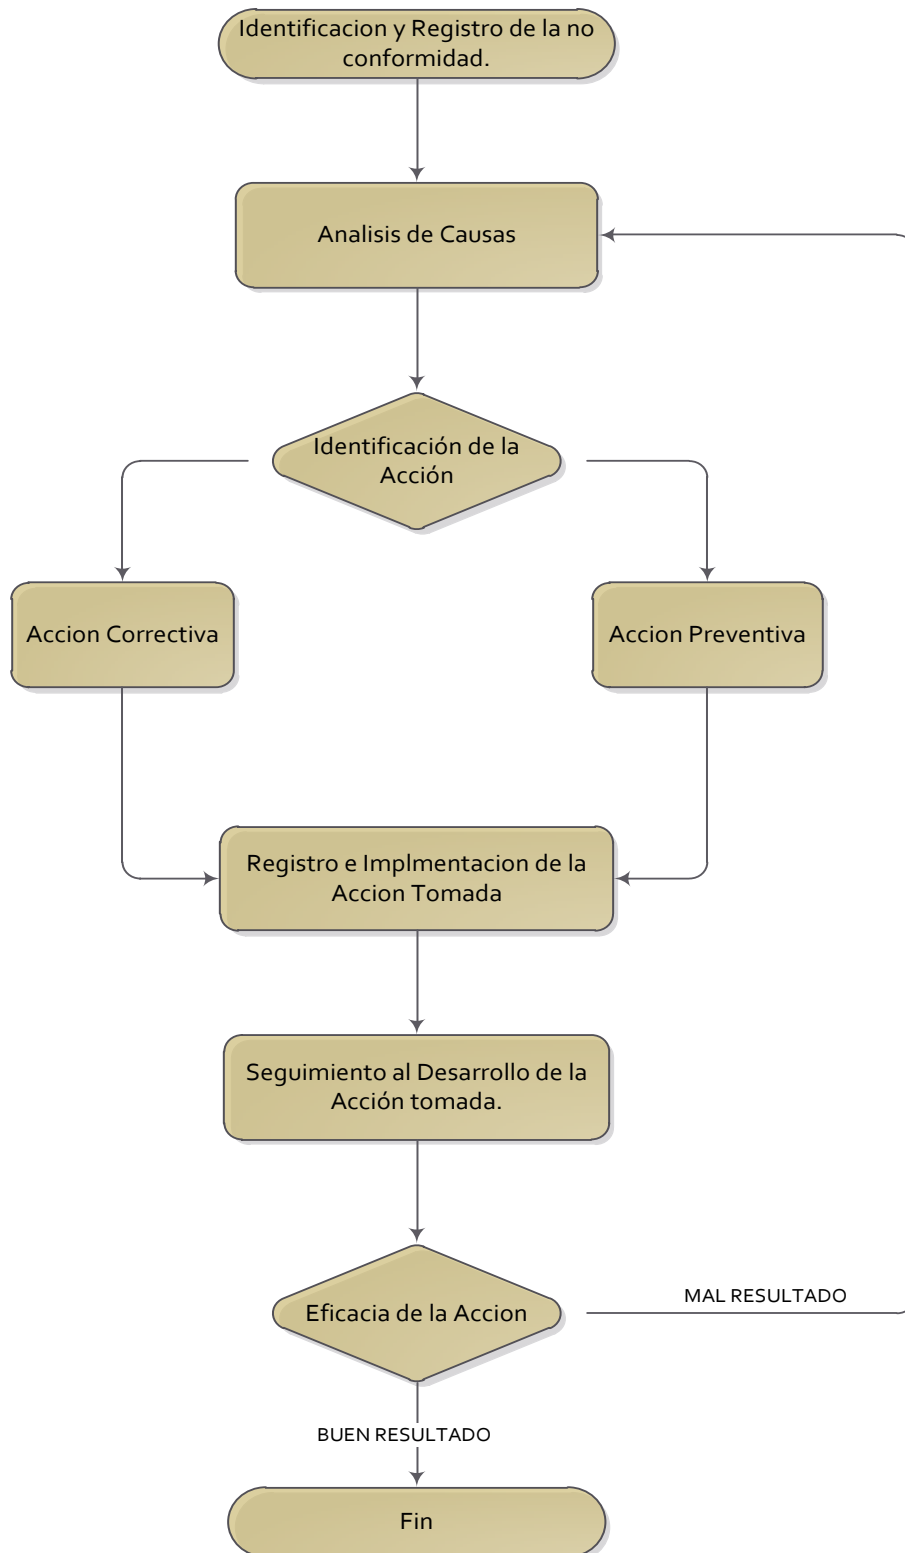 Identificacion y Registro de la no
conformidad.
Analisis de Causas
Identificación de la
Acción
Accion Correctiva
Accion Preventiva
Registro e Implmentacion de la
Accion Tomada
Seguimiento al Desarrollo de la
Acción tomada.
Eficacia de la Accion
MAL RESULTADO
BUEN RESULTADO
Fin